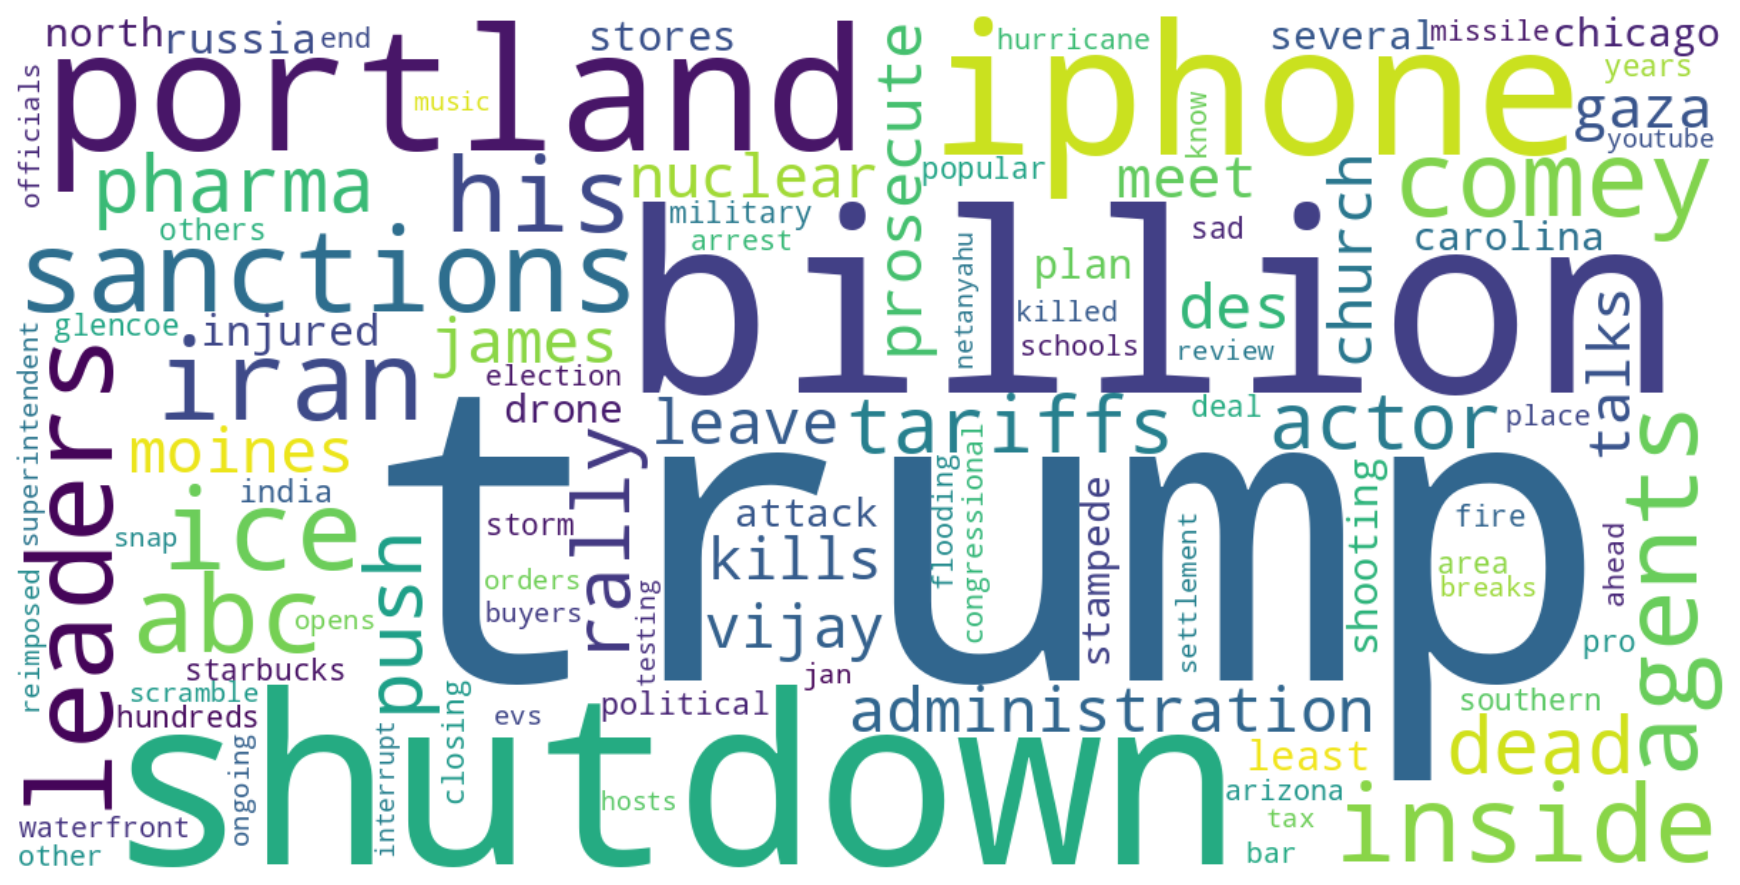 north
russia
end
stores
hurricane
several
missile
chicago
officials
portland
music
prosecute
iphone
years
gaza
know
youtube
pharma
his
nuclear
popular
meet
church
comey
others
military
arrest
sad
carolina
sanctions
billion
netanyahu
plan
killed
des
talks
glencoe
injured
james
schools
review
superintendent
leaders
iran
election
drone
leave
tariffs
deal
actor
place
agents
moines
trump
rally
india
storm
attack
flooding
congressional
stampede
shooting
fire
snap
ice
push
kills
settlement
area
breaks
ahead
reimposed
abc
opens
orders
buyers
testing
vijay
pro
starbucks
jan
scramble
hundreds
closing
evs
political
administration
southern
shutdown
ongoing
interrupt
least
dead
hosts
arizona
inside
waterfront
tax
other
bar